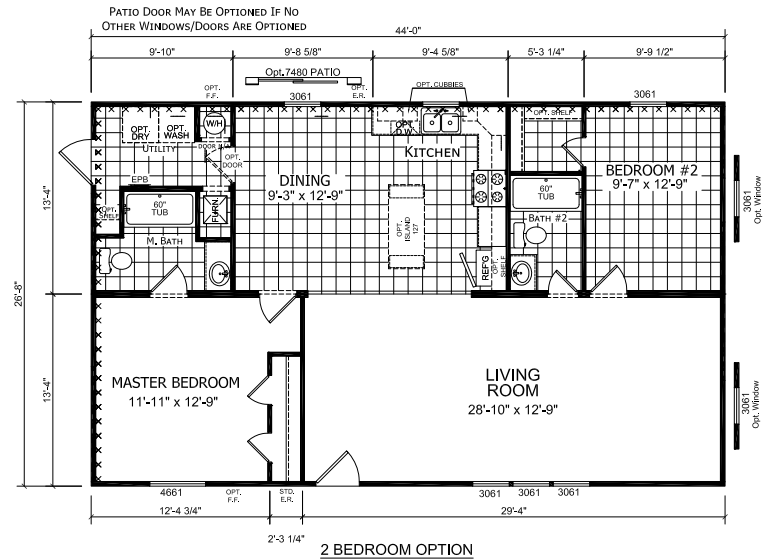 PATIO DOOR MAY BE OPTIONED IF NO
OTHER WINDOWS/DOORS ARE OPTIONED
44'-0"
9'-10"
9'-8 5/8"
9'-4 5/8"
5'-3 1/4"
9'-9 1/2"
Opt.7480 PATIO
OPT.
F.F.
3061
OPT.
E.R.
OPT. CUBBIES
3061
OPT.
DRY
OPT.
WASH
W/H
UTILITY
DOOR
OPT.
DOOR
EPB
OPT.
SHELF
60"
TUB
FURN.
M. BATH
DINING
9'-3" x 12'-9"
OPT.
D.W.
KITCHEN
OPT.
ISLAND
127
REF'G
OPT.
SHELF
OPT. SHELF
60"
TUB
BATH #2
BEDROOM #2
9'-7" x 12'-9"
3061
Opt. Window
13'-4"
26'-8"
13'-4"
MASTER BEDROOM
11'-11" x 12'-9"
LIVING
ROOM
28'-10" x 12'-9"
3061
Opt. Window
4661
OPT.
F.F.
STD.
E.R.
3061
3061
3061
12'-4 3/4"
2'-3 1/4"
29'-4"
2 BEDROOM OPTION